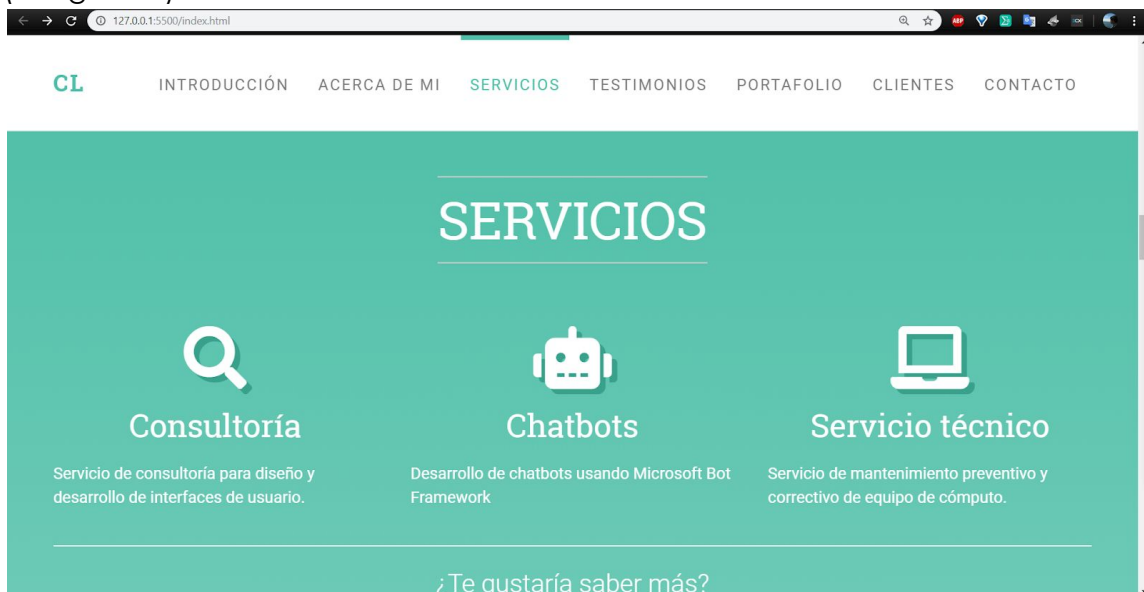 127.0.0.1:5500/index.html
ABP
CL INTRODUCCIÓN ACERCA DE MI SERVICIOS TESTIMONIOS PORTAFOLIO CLIENTES CONTACTO
SERVICIOS
Consultoría
Servicio de consultoría para diseño y
desarrollo de interfaces de usuario.
Chatbots
Desarrollo de chatbots usando Microsoft Bot
Framework
Servicio técnico
Servicio de mantenimiento preventivo y
correctivo de equipo de cómputo.
¿Te gustaría saber más?